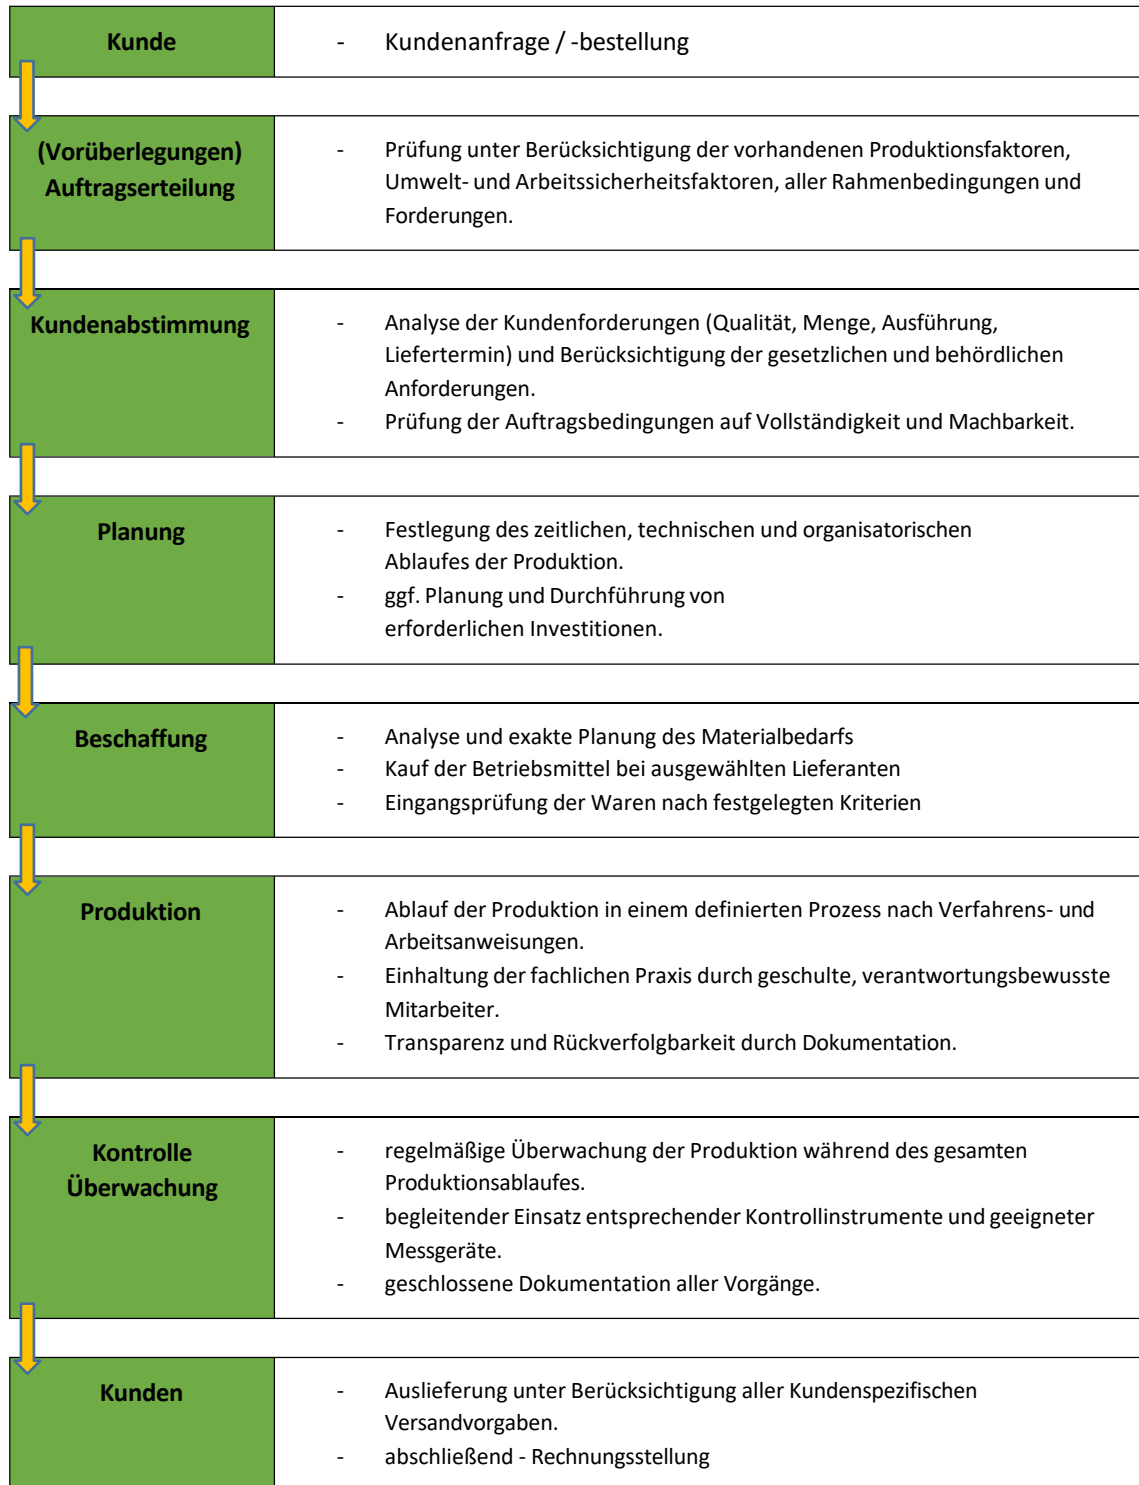 Kunde
- Kundenanfrage / -bestellung
(Vorüberlegungen)
Auftragserteilung
- Prüfung unter Berücksichtigung der vorhandenen Produktionsfaktoren,
Umwelt- und Arbeitssicherheitsfaktoren, aller Rahmenbedingungen und
Forderungen.
Kundenabstimmung
- Analyse der Kundenforderungen (Qualität, Menge, Ausführung,
Liefertermin) und Berücksichtigung der gesetzlichen und behördlichen
Anforderungen.
- Prüfung der Auftragsbedingungen auf Vollständigkeit und Machbarkeit.
Planung
- Festlegung des zeitlichen, technischen und organisatorischen
Ablaufes der Produktion.
- ggf. Planung und Durchführung von
erforderlichen Investitionen.
Beschaffung
- Analyse und exakte Planung des Materialbedarfs
- Kauf der Betriebsmittel bei ausgewählten Lieferanten
- Eingangsprüfung der Waren nach festgelegten Kriterien
Produktion
- Ablauf der Produktion in einem definierten Prozess nach Verfahrens- und
Arbeitsanweisungen.
- Einhaltung der fachlichen Praxis durch geschulte, verantwortungsbewusste
Mitarbeiter.
- Transparenz und Rückverfolgbarkeit durch Dokumentation.
Kontrolle
Überwachung
- regelmäßige Überwachung der Produktion während des gesamten
Produktionsablaufes.
- begleitender Einsatz entsprechender Kontrollinstrumente und geeigneter
Messgeräte.
- geschlossene Dokumentation aller Vorgänge.
Kunden
- Auslieferung unter Berücksichtigung aller Kundenspezifischen
Versandvorgaben.
- abschließend - Rechnungsstellung